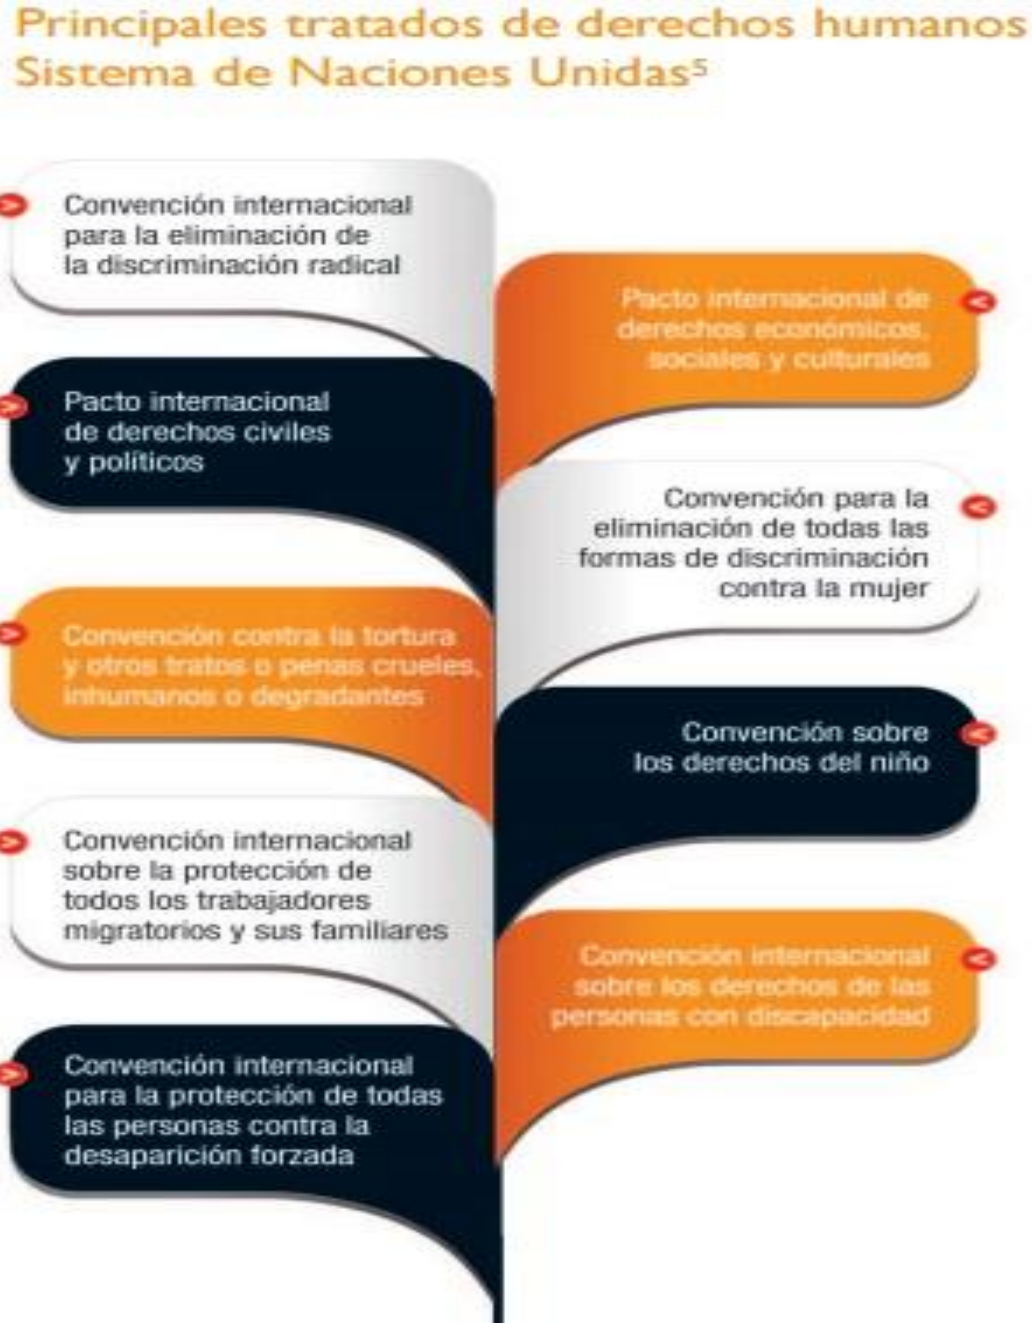 Principales tratados de derechos humanos
Sistema de Naciones Unidas⁵
Convención internacional
para la eliminación de
la discriminación radical
Pacto internacional de
derechos económicos,
sociales y culturales
Pacto internacional
de derechos civiles
y políticos
Convención para la
eliminación de todas las
formas de discriminación
contra la mujer
Convención contra la tortura
y otros tratos o penas crueles,
inhumanos o degradantes
Convención sobre
los derechos del niño
Convención internacional
sobre la protección de
todos los trabajadores
migratorios y sus familiares
Convención internacional
sobre los derechos de las
personas con discapacidad
Convención internacional
para la protección de todas
las personas contra la
desaparición forzada